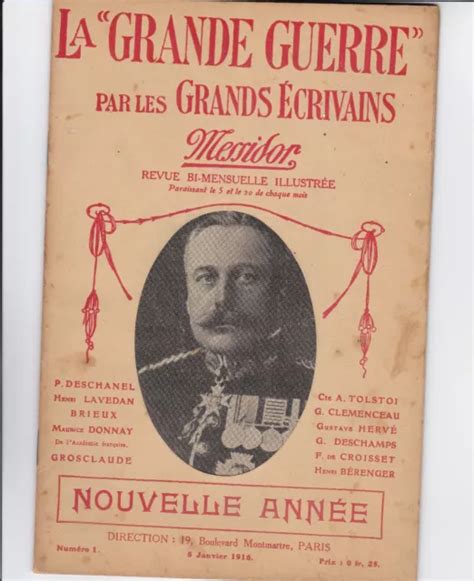 LA "GRANDE GUERRE"
PAR LES GRANDS ÉCRIVAINS
Messidor
REVUE BI-MENSUELLE ILLUSTRÉE
Paraissant le 5 et le 20 de chaque mois
P. DESCHANEL
HENRI LAVEDAN
BRIEUX
MAURICE DONNAY
De l'Académie française.
GROSCLAUDE
Cte A. TOLSTOI
G. CLEMENCEAU
GUSTAVE HERVÉ
G. DESCHAMPS
F. DE CROISSET
HENRI BÉRENGER
NOUVELLE ANNÉE
DIRECTION : 19, Boulevard Montmartre, PARIS
Numéro 1.
5 Janvier 1916.
Prix : 0 fr. 25.